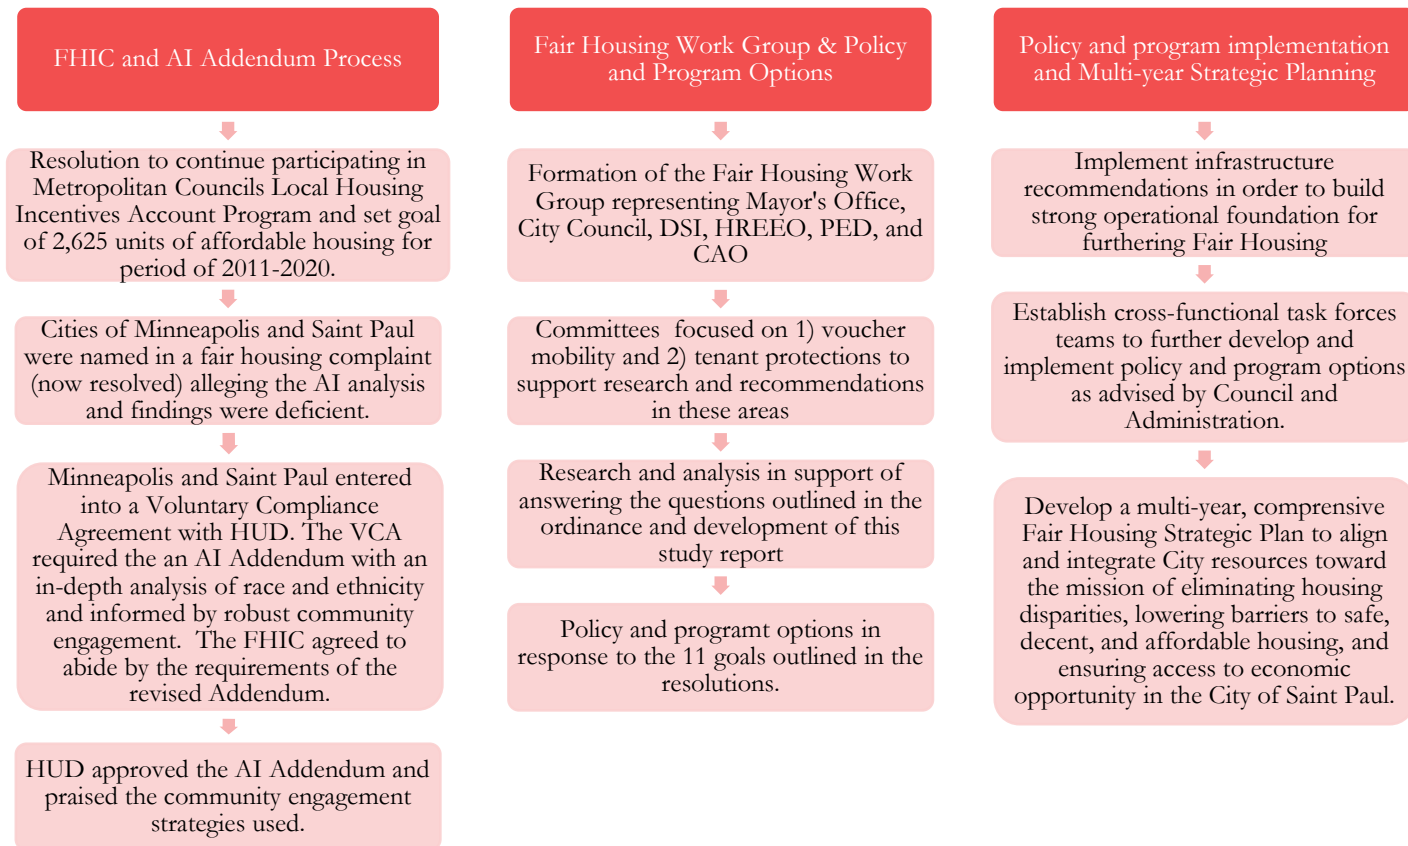 FHIC and AI Addendum Process
Resolution to continue participating in
Metropolitan Councils Local Housing
Incentives Account Program and set goal
of 2,625 units of affordable housing for
period of 2011-2020.
Cities of Minneapolis and Saint Paul
were named in a fair housing complaint
(now resolved) alleging the AI analysis
and findings were deficient.
Minneapolis and Saint Paul entered
into a Voluntary Compliance
Agreement with HUD. The VCA
required the an AI Addendum with an
in-depth analysis of race and ethnicity
and informed by robust community
engagement. The FHIC agreed to
abide by the requirements of the
revised Addendum.
HUD approved the AI Addendum and
praised the community engagement
strategies used.
Fair Housing Work Group & Policy
and Program Options
Formation of the Fair Housing Work
Group representing Mayor's Office,
City Council, DSI, HREEO, PED, and
CAO
Committees focused on 1) voucher
mobility and 2) tenant protections to
support research and recommendations
in these areas
Research and analysis in support of
answering the questions outlined in the
ordinance and development of this
study report
Policy and programt options in
response to the 11 goals outlined in the
resolutions.
Policy and program implementation
and Multi-year Strategic Planning
Implement infrastructure
recommendations in order to build
strong operational foundation for
furthering Fair Housing
Establish cross-functional task forces
teams to further develop and
implement policy and program options
as advised by Council and
Administration.
Develop a multi-year, comprensive
Fair Housing Strategic Plan to align
and integrate City resources toward
the mission of eliminating housing
disparities, lowering barriers to safe,
decent, and affordable housing, and
ensuring access to economic
opportunity in the City of Saint Paul.